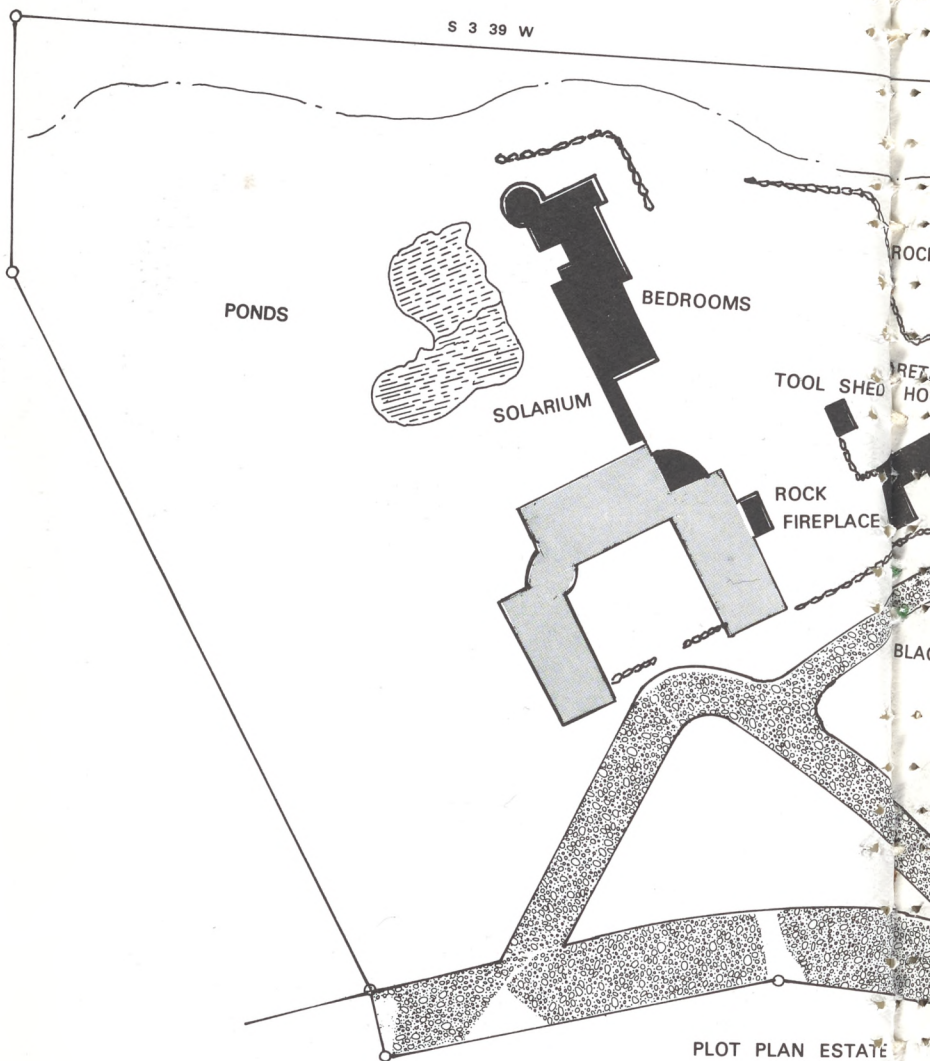 S 3 39 W
PONDS
BEDROOMS
SOLARIUM
TOOL SHED
ROCK
FIREPLACE
PLOT PLAN ESTATE